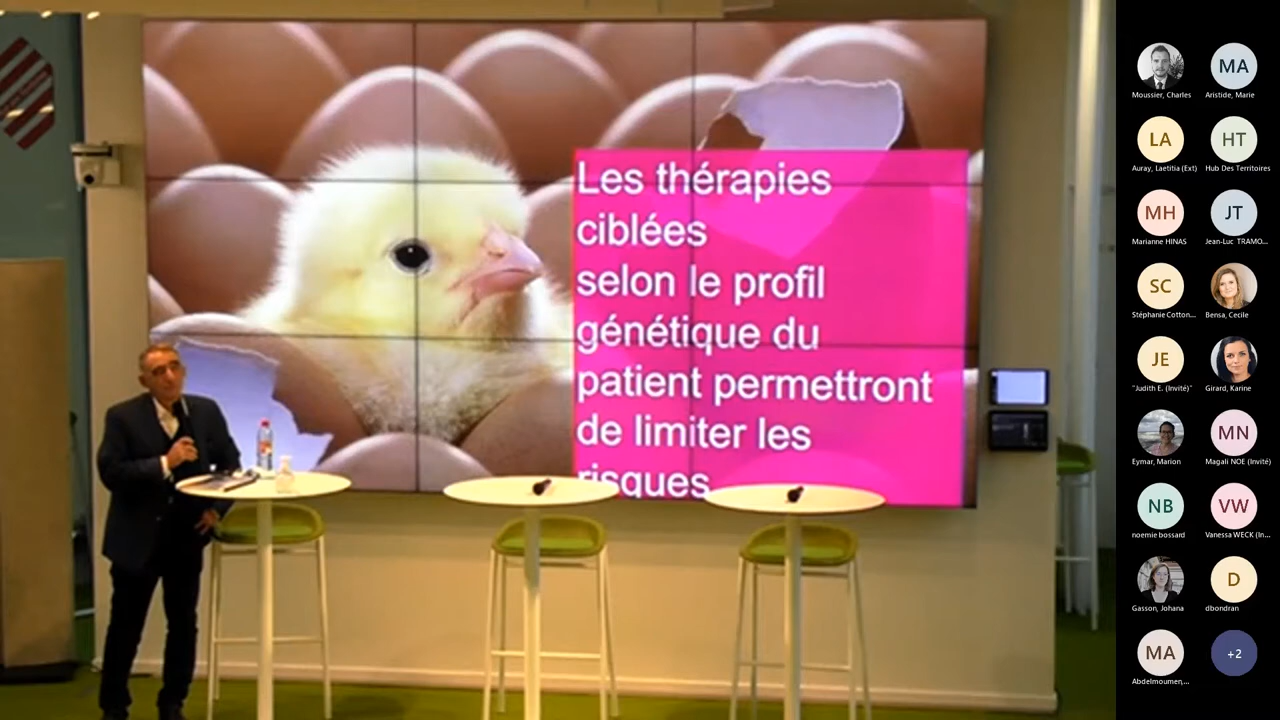 Les thérapies
ciblées
selon le profil
génétique du
patient permettront
de limiter les
risques
Moussier, Charles
MA
Aristide, Marie
LA
Auray, Laetitia (Ext)
HT
Hub Des Territoires
MH
Marianne HINAS
JT
Jean-Luc TRAMO...
SC
Stéphanie Cotton...
Bensa, Cecile
JE
"Judith E. (Invité)"
Girard, Karine
Eymar, Marion
MN
Magali NOE (Invité)
NB
noemie bossard
VW
Vanessa WECK (In...
Gasson, Johana
D
dbondran
MA
Abdelmoumen,...
+2